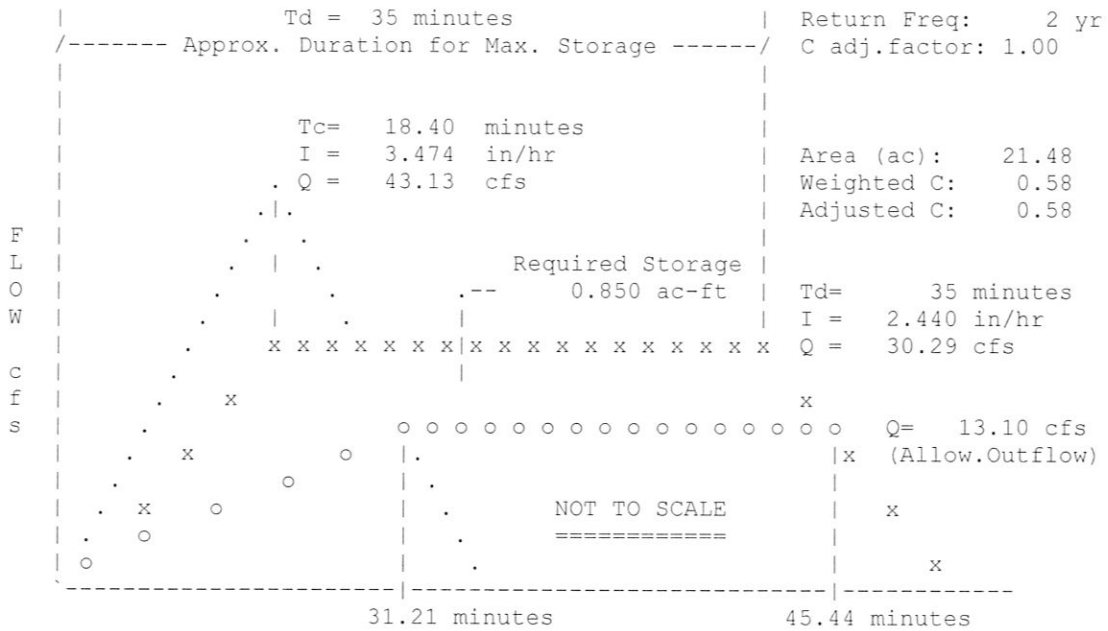 Td = 35 minutes | Return Freq: 2 yr
/------- Approx. Duration for Max. Storage ------/ C adj.factor: 1.00
Tc= 18.40 minutes
I = 3.474 in/hr | Area (ac): 21.48
. Q = 43.13 cfs | Weighted C: 0.58
Adjusted C: 0.58
FLOW cfs
Required Storage |
.-- 0.850 ac-ft | Td= 35 minutes
I = 2.440 in/hr
x x x x x x x|x x x x x x x x x x x Q = 30.29 cfs
x x
o o o o o o o o o o o o o o o o Q= 13.10 cfs
. x o |. |x (Allow.Outflow)
. o | . |
. x o | . NOT TO SCALE | x
. o | . ============ |
o | . | x
31.21 minutes 45.44 minutes